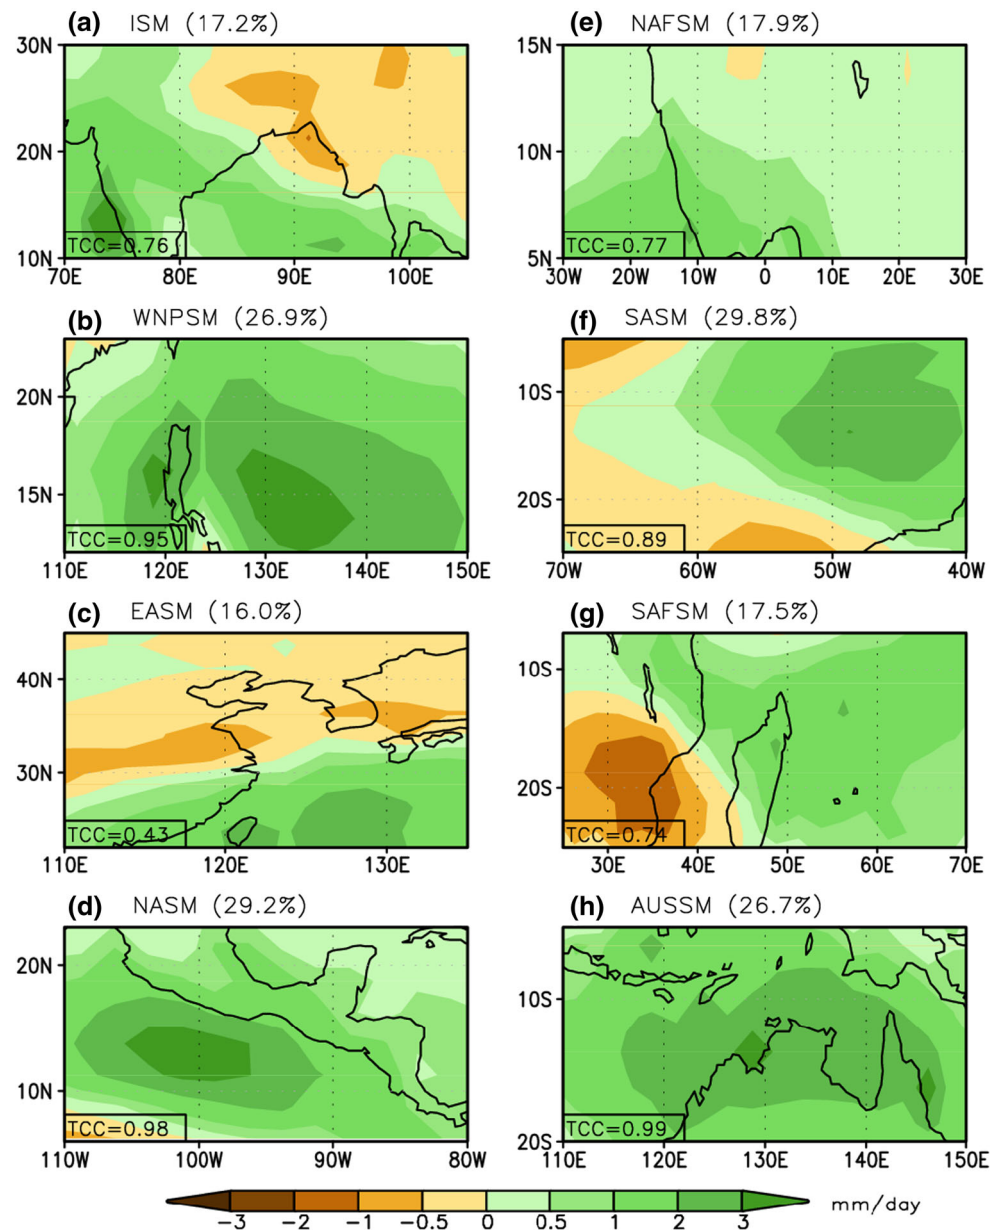 (a) ISM (17.2%)
30N
20N
10N
TCC=0.76
70E 80E 90E 100E
(e) NAFSM (17.9%)
15N
10N
5N
TCC=0.77
30W 20W 10W 0 10E 20E 30E
(b) WNPSM (26.9%)
20N
15N
TCC=0.95
110E 120E 130E 140E 150E
(f) SASM (29.8%)
10S
20S
TCC=0.89
70W 60W 50W 40W
(c) EASM (16.0%)
40N
30N
TCC=0.43
110E 120E 130E
(g) SAFSM (17.5%)
10S
20S
TCC=0.74
30E 40E 50E 60E 70E
(d) NASM (29.2%)
20N
10N
TCC=0.98
110W 100W 90W 80W
(h) AUSSM (26.7%)
10S
20S
TCC=0.99
110E 120E 130E 140E 150E
−3 −2 −1 −0.5 0 0.5 1 2 3 mm/day